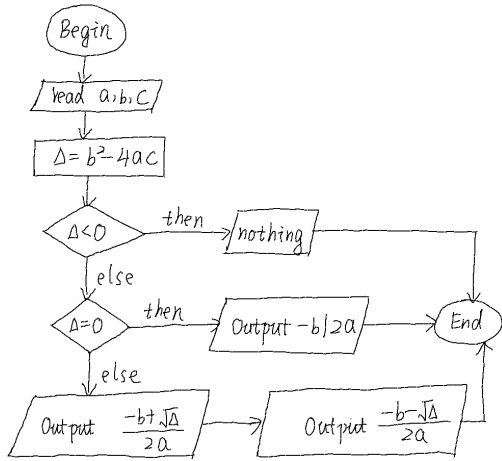 Begin
read a,b,c
Δ=b²-4ac
Δ<0
then
nothing
else
Δ=0
then
Output -b/2a
End
else
Output (-b+√Δ)/2a
Output (-b-√Δ)/2a